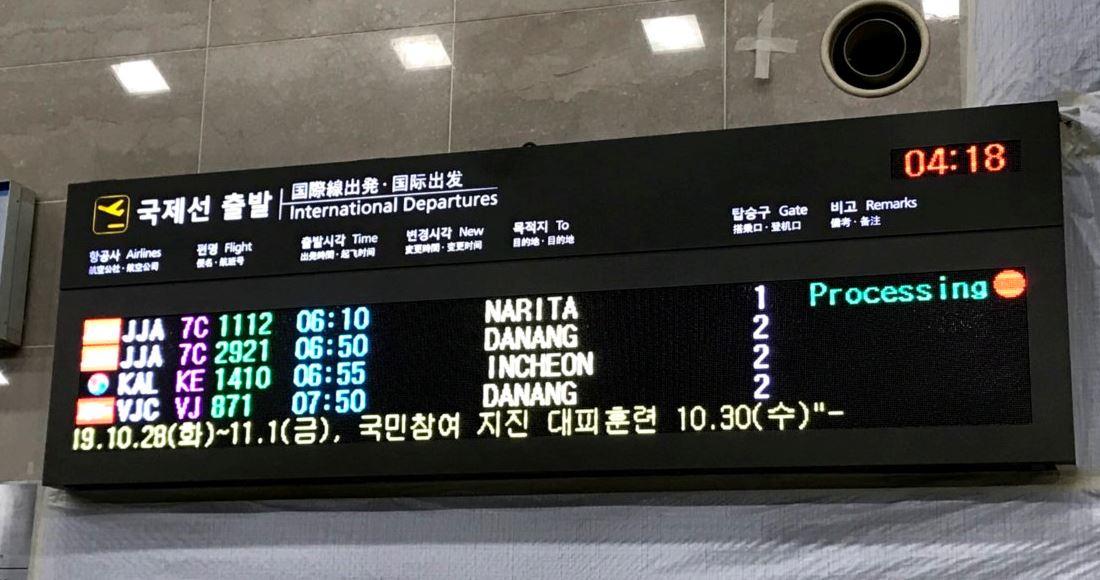 04:18
국제선 출발 国際線出発·国际出发
International Departures
항공사 Airlines 편명 Flight 출발시각 Time 변경시각 New 목적지 To 탑승구 Gate 비고 Remarks
航空公社·航空公司 便名·航班号 出発時間·起飞时间 変更時間·变更时间 目的地·目的地 搭乗口·登机口 備考·备注
JJA 7C 1112 06:10 NARITA 1 Processing
JJA 7C 2921 06:50 DANANG 2
KAL KE 1410 06:55 INCHEON 2
VJC VJ 871 07:50 DANANG 2
19.10.28(화)~11.1(금), 국민참여 지진 대피훈련 10.30(수)"-